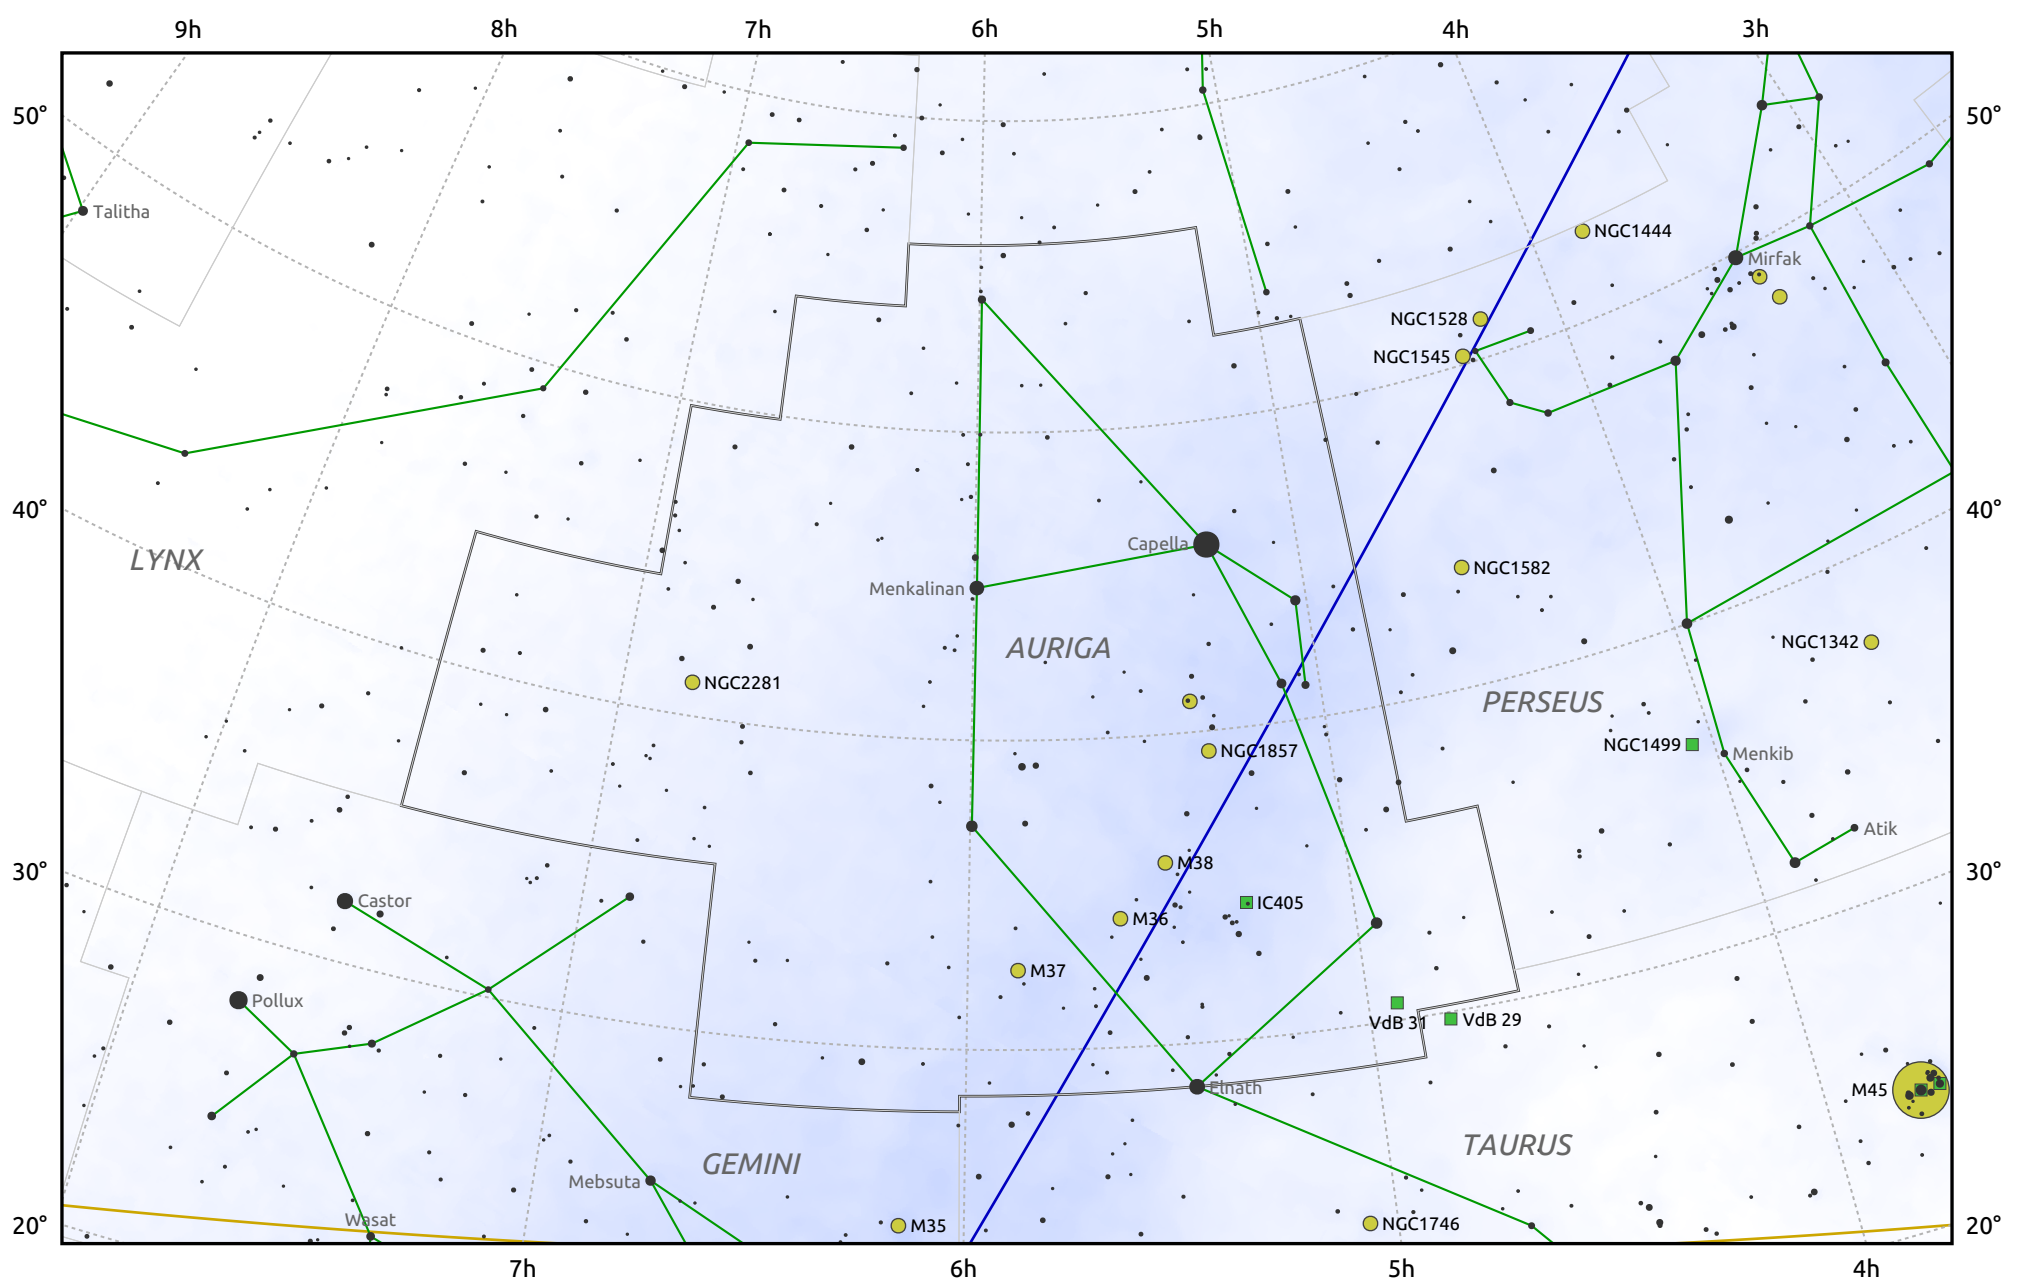 9h 8h 7h 6h 5h 4h 3h
50° 50°
Talitha
NGC1444
Mirfak
NGC1528
NGC1545
40° 40°
Capella
LYNX
NGC1582
Menkalinan
NGC1342
AURIGA
NGC2281
PERSEUS
NGC1499
NGC1857
Menkib
Atik
M38
30° 30°
Castor
IC405
M36
M37
Pollux
VdB 31
VdB 29
Elnath
M45
TAURUS
GEMINI
Mebsuta
Wasat
M35
NGC1746
20° 20°
7h 6h 5h 4h